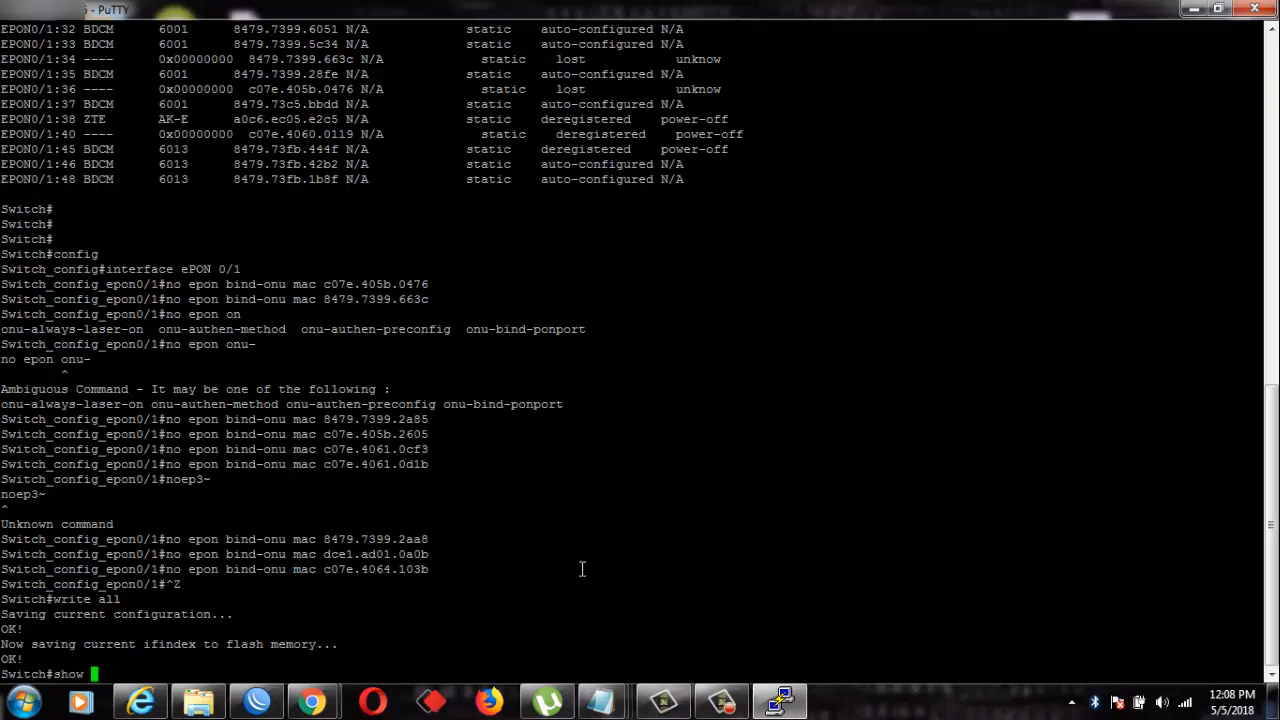 5 - PuTTY
EPON0/1:32 BDCM 6001 8479.7399.6051 N/A static auto-configured N/A
EPON0/1:33 BDCM 6001 8479.7399.5c34 N/A static auto-configured N/A
EPON0/1:34 ---- 0x00000000 8479.7399.663c N/A static lost unknow
EPON0/1:35 BDCM 6001 8479.7399.28fe N/A static auto-configured N/A
EPON0/1:36 ---- 0x00000000 c07e.405b.0476 N/A static lost unknow
EPON0/1:37 BDCM 6001 8479.73c5.bbdd N/A static auto-configured N/A
EPON0/1:38 ZTE AK-E a0c6.ec05.e2c5 N/A static deregistered power-off
EPON0/1:40 ---- 0x00000000 c07e.4060.0119 N/A static deregistered power-off
EPON0/1:45 BDCM 6013 8479.73fb.444f N/A static deregistered power-off
EPON0/1:46 BDCM 6013 8479.73fb.42b2 N/A static auto-configured N/A
EPON0/1:48 BDCM 6013 8479.73fb.1b8f N/A static auto-configured N/A
Switch#
Switch#
Switch#
Switch#config
Switch_config#interface ePON 0/1
Switch_config_epon0/1#no epon bind-onu mac c07e.405b.0476
Switch_config_epon0/1#no epon bind-onu mac 8479.7399.663c
Switch_config_epon0/1#no epon on
onu-always-laser-on onu-authen-method onu-authen-preconfig onu-bind-ponport
Switch_config_epon0/1#no epon onu-
no epon onu-
^
Ambiguous Command - It may be one of the following :
onu-always-laser-on onu-authen-method onu-authen-preconfig onu-bind-ponport
Switch_config_epon0/1#no epon bind-onu mac 8479.7399.2a85
Switch_config_epon0/1#no epon bind-onu mac c07e.405b.2605
Switch_config_epon0/1#no epon bind-onu mac c07e.4061.0cf3
Switch_config_epon0/1#no epon bind-onu mac c07e.4061.0d1b
Switch_config_epon0/1#noep3~
noep3~
^
Unknown command
Switch_config_epon0/1#no epon bind-onu mac 8479.7399.2aa8
Switch_config_epon0/1#no epon bind-onu mac dce1.ad01.0a0b
Switch_config_epon0/1#no epon bind-onu mac c07e.4064.103b
Switch_config_epon0/1#^Z
Switch#write all
Saving current configuration...
OK!
Now saving current ifindex to flash memory...
OK!
Switch#show
12:08 PM
5/5/2018